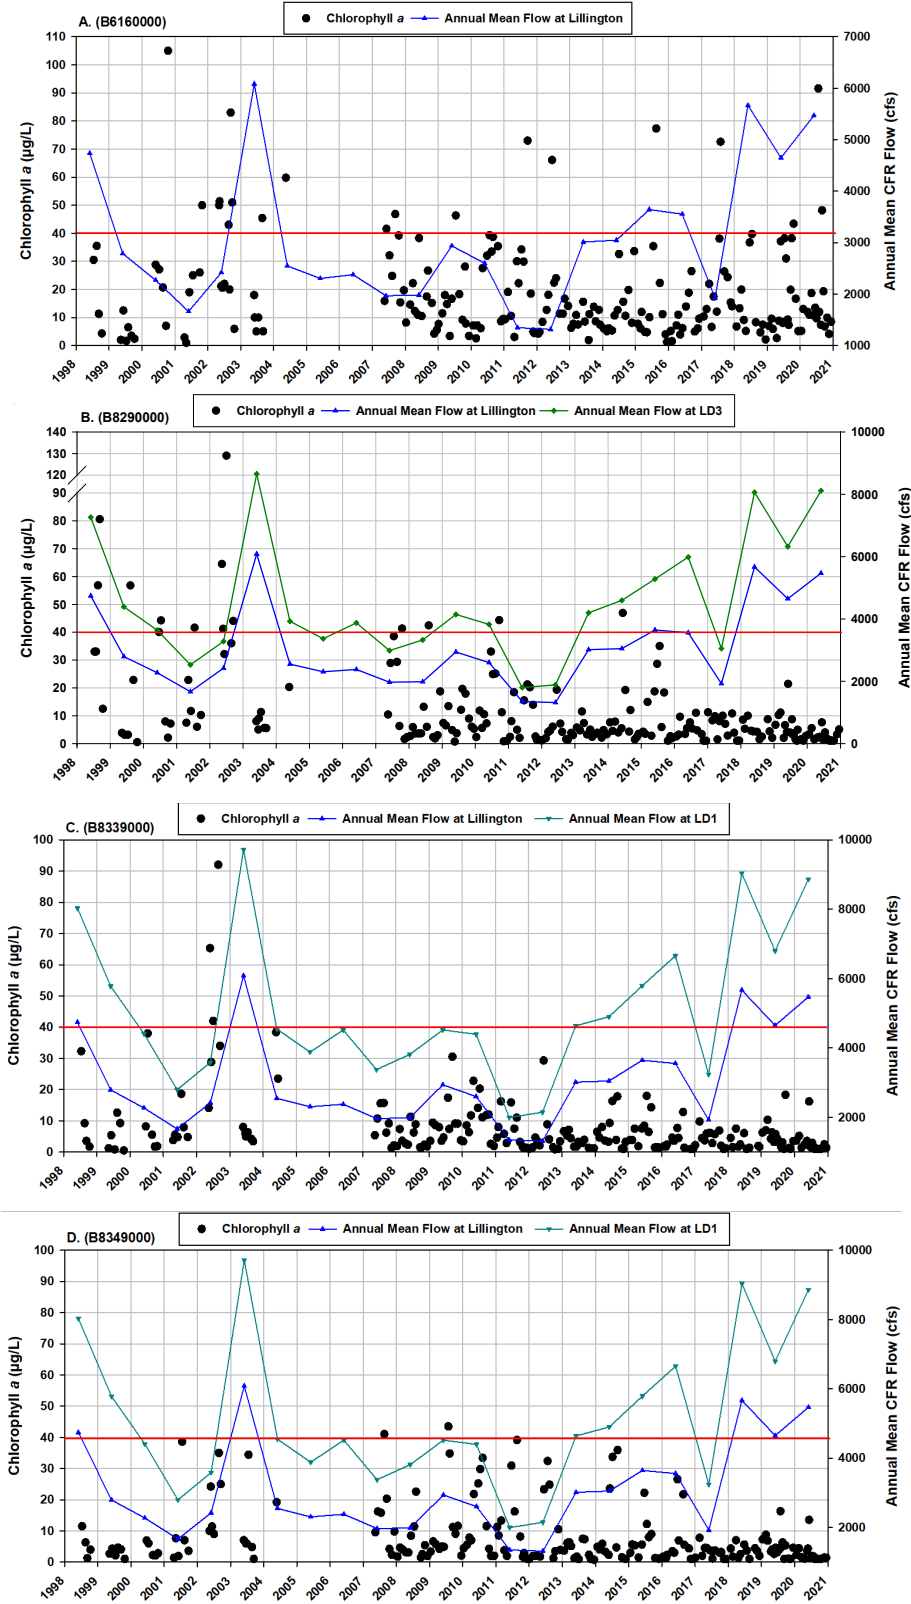 A. (B6160000)
Chlorophyll a
Annual Mean Flow at Lillington
110
100
90
80
70
60
50
40
30
20
10
0
Chlorophyll a (µg/L)
7000
6000
5000
4000
3000
2000
1000
Annual Mean CFR Flow (cfs)
1998 1999 2000 2001 2002 2003 2004 2005 2006 2007 2008 2009 2010 2011 2012 2013 2014 2015 2016 2017 2018 2019 2020 2021
B. (B8290000)
Chlorophyll a
Annual Mean Flow at Lillington
Annual Mean Flow at LD3
140
130
120
90
80
70
60
50
40
30
20
10
0
Chlorophyll a (µg/L)
10000
8000
6000
4000
2000
0
Annual Mean CFR Flow (cfs)
1998 1999 2000 2001 2002 2003 2004 2005 2006 2007 2008 2009 2010 2011 2012 2013 2014 2015 2016 2017 2018 2019 2020 2021
C. (B8339000)
Chlorophyll a
Annual Mean Flow at Lillington
Annual Mean Flow at LD1
100
90
80
70
60
50
40
30
20
10
0
Chlorophyll a (µg/L)
10000
8000
6000
4000
2000
Annual Mean CFR Flow (cfs)
1998 1999 2000 2001 2002 2003 2004 2005 2006 2007 2008 2009 2010 2011 2012 2013 2014 2015 2016 2017 2018 2019 2020 2021
D. (B8349000)
Chlorophyll a
Annual Mean Flow at Lillington
Annual Mean Flow at LD1
100
90
80
70
60
50
40
30
20
10
0
Chlorophyll a (µg/L)
10000
8000
6000
4000
2000
Annual Mean CFR Flow (cfs)
1998 1999 2000 2001 2002 2003 2004 2005 2006 2007 2008 2009 2010 2011 2012 2013 2014 2015 2016 2017 2018 2019 2020 2021